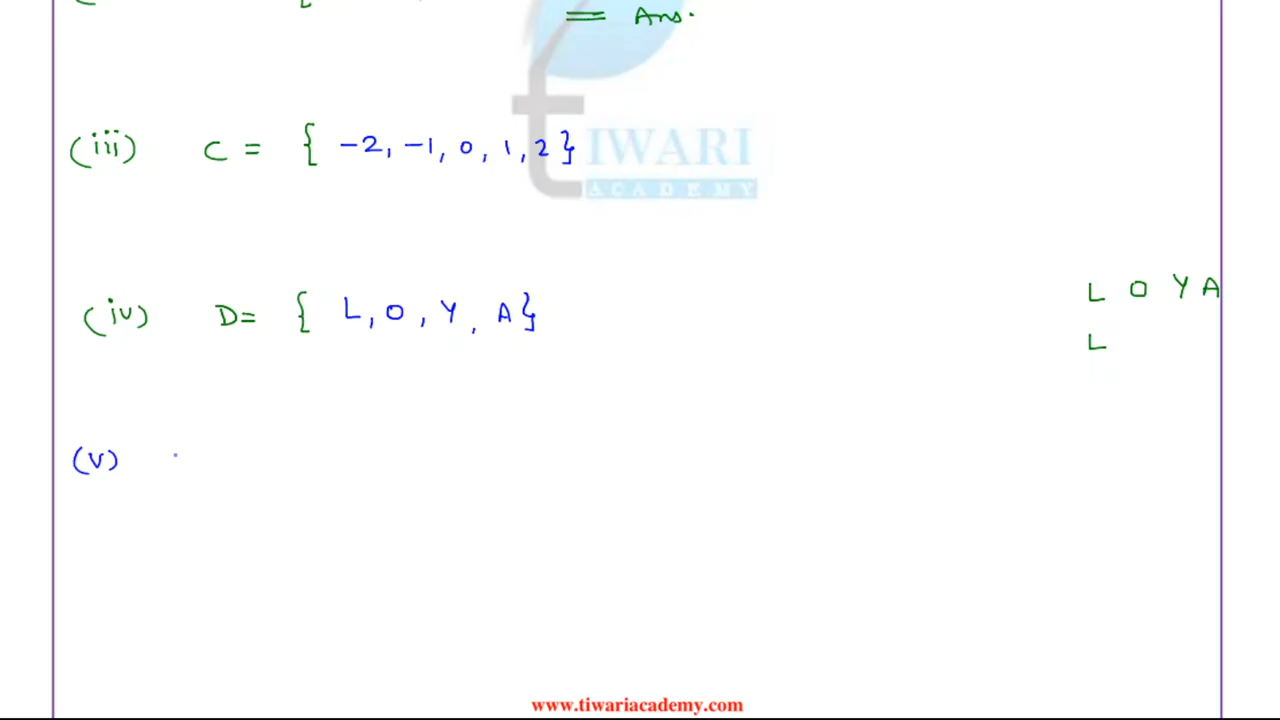 = Ans.
(iii) C = { -2, -1, 0, 1, 2}
tIWARI
ACADEMY
(iv) D= { L, O, Y, A}
L O Y A
L
(v)
www.tiwariacademy.com